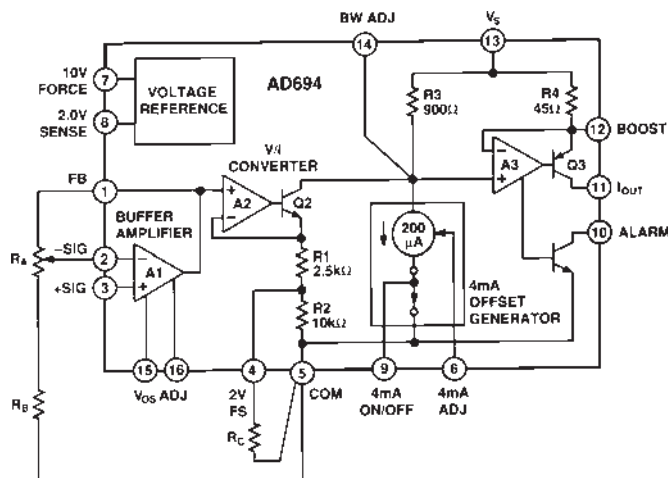 BW ADJ
VS
14
13
10V
FORCE
7
VOLTAGE
REFERENCE
AD694
R3
900Ω
R4
45Ω
2.0V
SENSE
8
12
BOOST
V/I
CONVERTER
A3
Q3
FB
1
A2
Q2
11
IOUT
BUFFER
AMPLIFIER
200
μA
10
ALARM
RA
–SIG
2
A1
R1
2.5kΩ
+SIG
3
4mA
OFFSET
GENERATOR
R2
10kΩ
15
16
4
5
9
6
VOS ADJ
2V
FS
COM
4mA
ON/OFF
4mA
ADJ
RB
RC